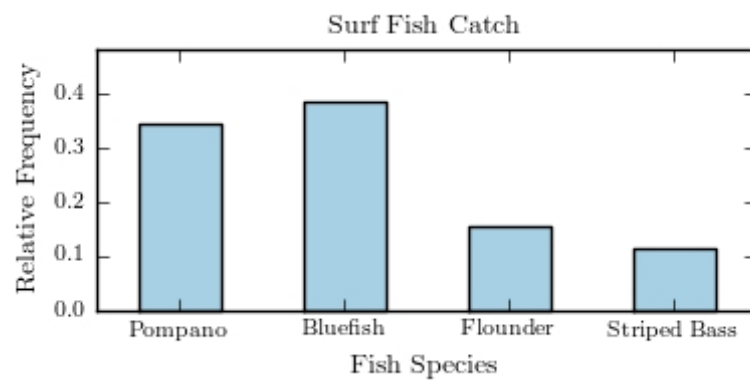 Surf Fish Catch
Relative Frequency
0.4
0.3
0.2
0.1
0.0
Pompano Bluefish Flounder Striped Bass
Fish Species